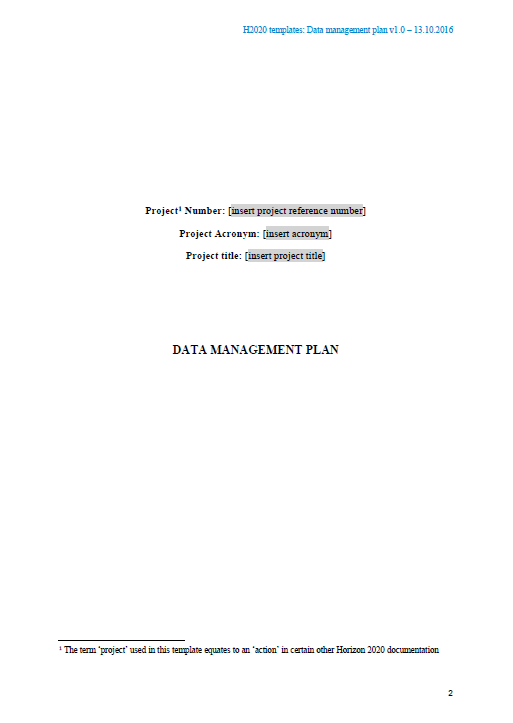 H2020 templates: Data management plan v1.0 – 13.10.2016
Project¹ Number: [insert project reference number]
Project Acronym: [insert acronym]
Project title: [insert project title]
DATA MANAGEMENT PLAN
¹ The term ‘project’ used in this template equates to an ‘action’ in certain other Horizon 2020 documentation
2